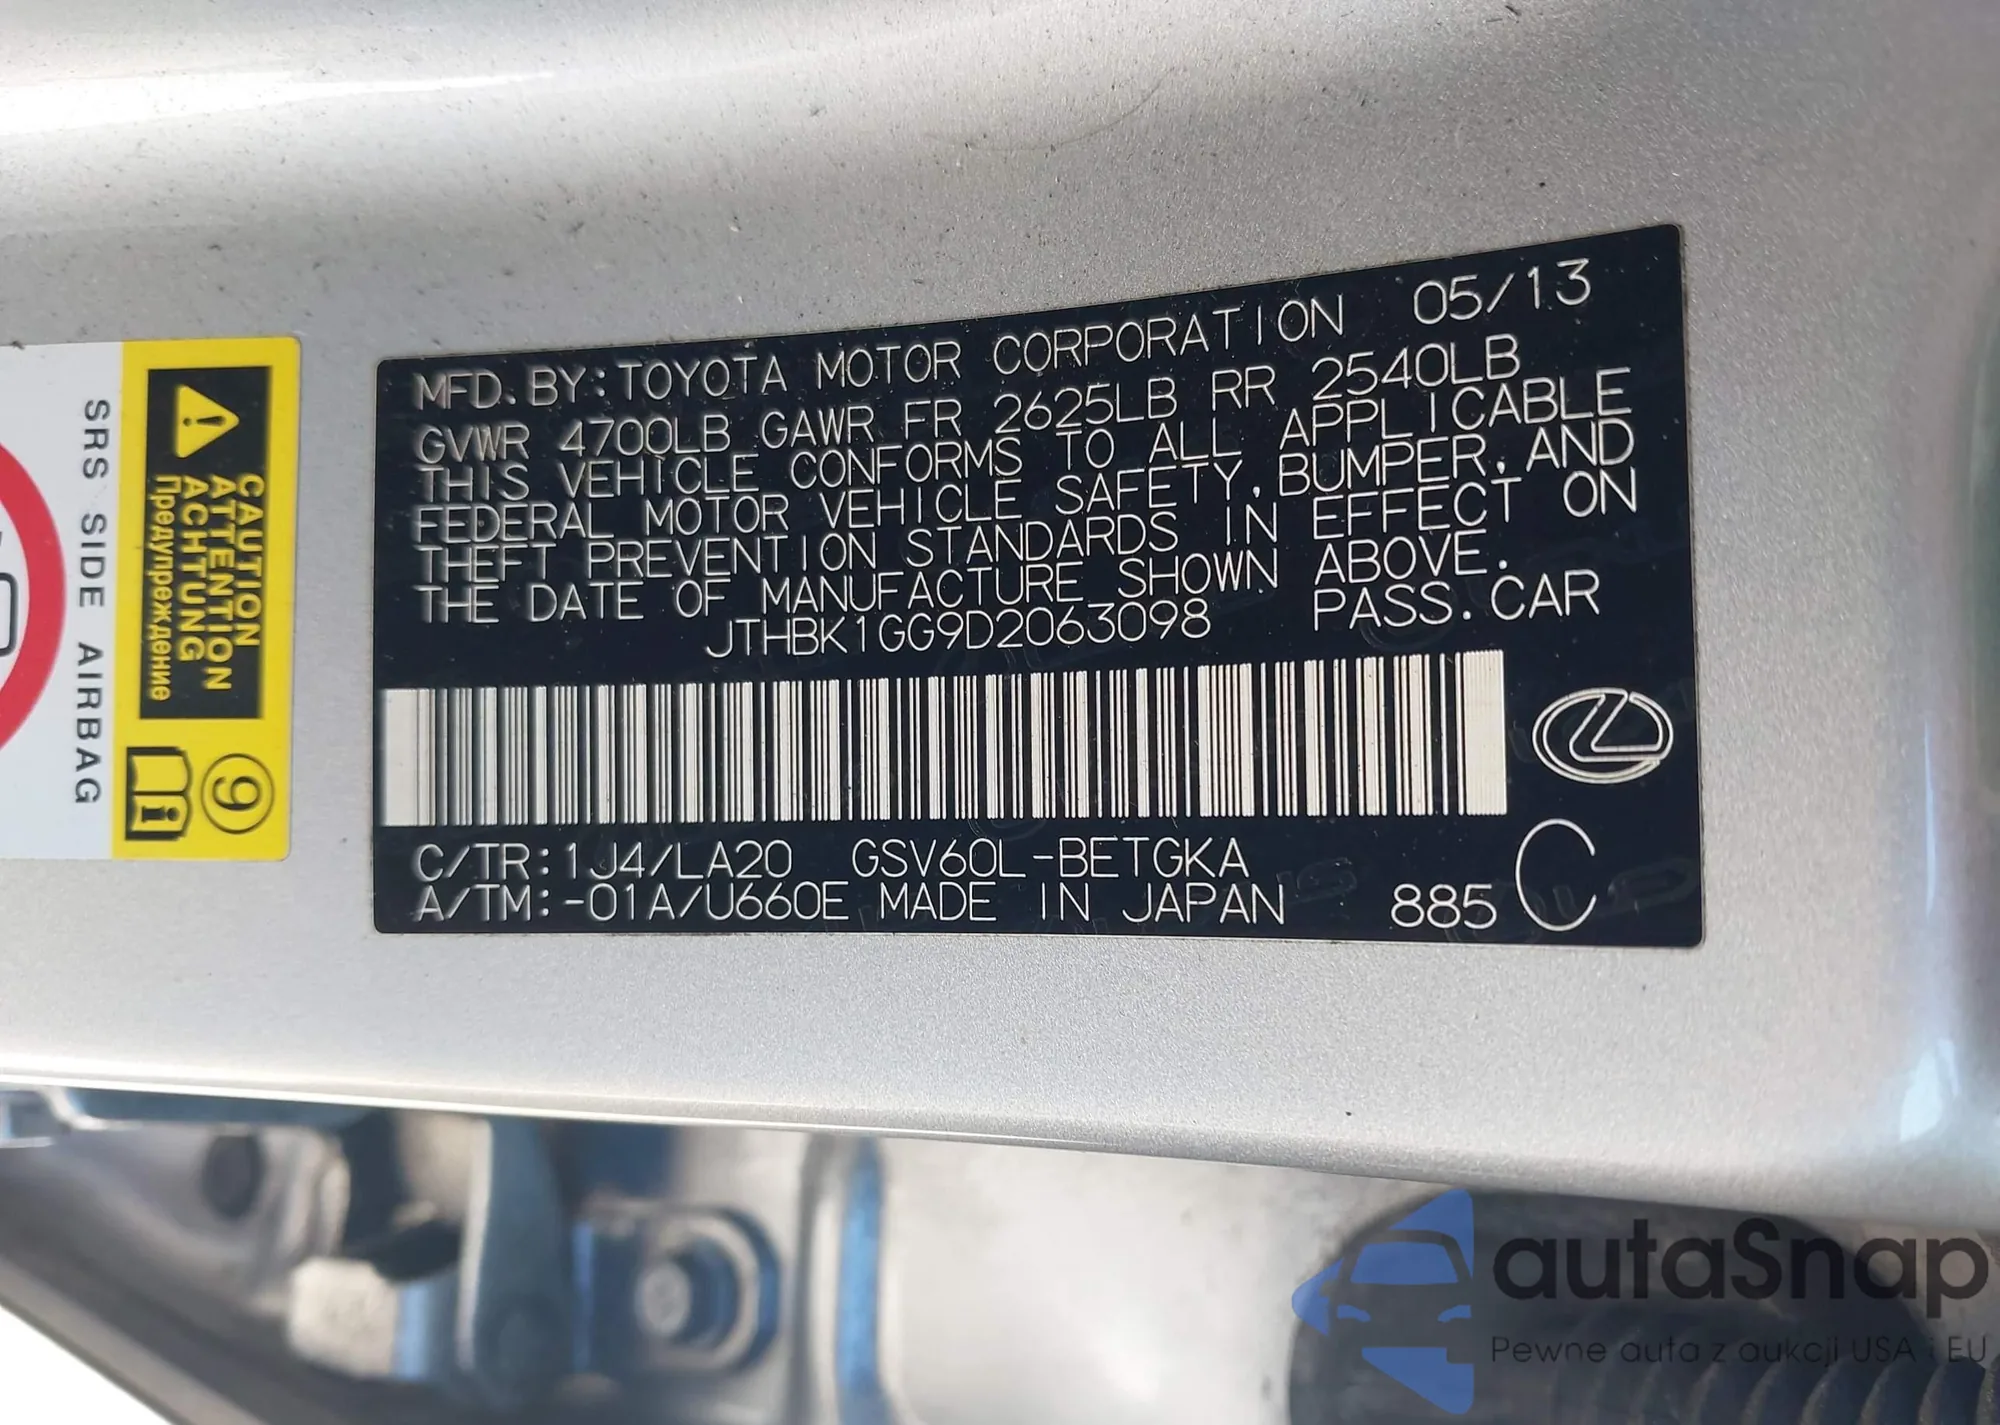 MFD. BY: TOYOTA MOTOR CORPORATION 05/13
GVWR 4700LB GAWR FR 2625LB RR 2540LB
THIS VEHICLE CONFORMS TO ALL APPLICABLE
FEDERAL MOTOR VEHICLE SAFETY, BUMPER, AND
THEFT PREVENTION STANDARDS IN EFFECT ON
THE DATE OF MANUFACTURE SHOWN ABOVE.
JTHBK1GG9D2063098 PASS. CAR
C/TR: 1J4/LA20 GSV60L-BETGKA
A/TM: -01A/U660E MADE IN JAPAN 885 C
CAUTION
ATTENTION
ACHTUNG
Предупреждение
9
SRS SIDE AIRBAG
autaSnap
Pewne auta z aukcji USA i EU